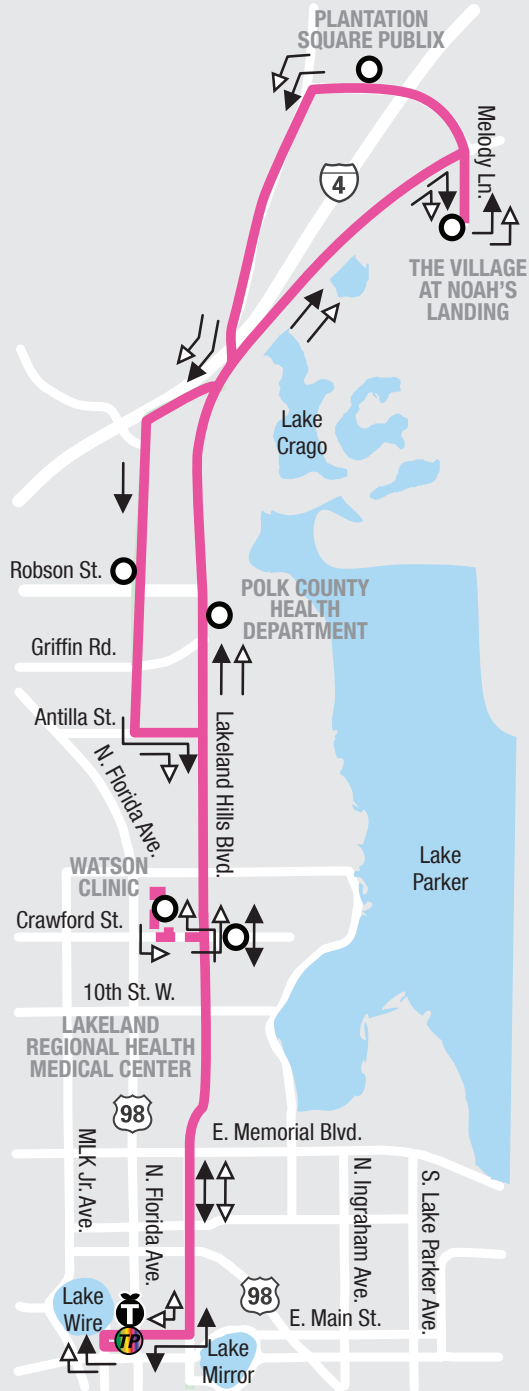 PLANTATION
SQUARE PUBLIX
Melody Ln.
4
THE VILLAGE
AT NOAH'S
LANDING
Lake
Crago
Robson St.
POLK COUNTY
HEALTH
DEPARTMENT
Griffin Rd.
Antilla St.
N. Florida Ave.
Lakeland Hills Blvd.
WATSON
CLINIC
Lake
Parker
Crawford St.
10th St. W.
LAKELAND
REGIONAL HEALTH
MEDICAL CENTER
98
E. Memorial Blvd.
MLK Jr. Ave.
N. Florida Ave.
N. Ingraham Ave.
S. Lake Parker Ave.
98
Lake
Wire
T
TP
E. Main St.
Lake
Mirror